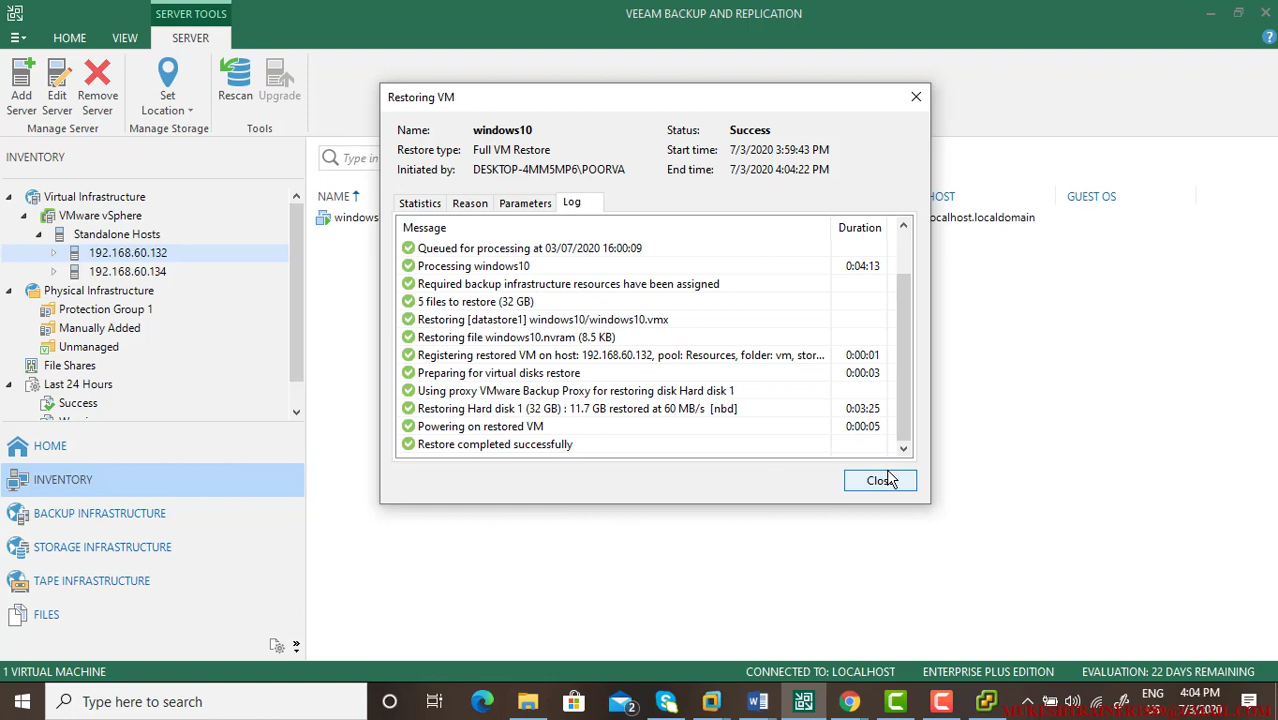 SERVER TOOLS
VEEAM BACKUP AND REPLICATION
HOME
VIEW
SERVER
Add Server
Edit Server
Remove Server
Set Location
Rescan
Upgrade
Manage Server
Manage Storage
Tools
INVENTORY
Virtual Infrastructure
VMware vSphere
Standalone Hosts
192.168.60.132
192.168.60.134
Physical Infrastructure
Protection Group 1
Manually Added
Unmanaged
File Shares
Last 24 Hours
Success
HOME
INVENTORY
BACKUP INFRASTRUCTURE
STORAGE INFRASTRUCTURE
TAPE INFRASTRUCTURE
FILES
Type in
NAME
HOST
GUEST OS
windows
ocalhost.localdomain
Restoring VM
Name: windows10
Status: Success
Restore type: Full VM Restore
Start time: 7/3/2020 3:59:43 PM
Initiated by: DESKTOP-4MM5MP6\POORVA
End time: 7/3/2020 4:04:22 PM
Statistics
Reason
Parameters
Log
Message Duration
Queued for processing at 03/07/2020 16:00:09
Processing windows10 0:04:13
Required backup infrastructure resources have been assigned
5 files to restore (32 GB)
Restoring [datastore1] windows10/windows10.vmx
Restoring file windows10.nvram (8.5 KB)
Registering restored VM on host: 192.168.60.132, pool: Resources, folder: vm, stor... 0:00:01
Preparing for virtual disks restore 0:00:03
Using proxy VMware Backup Proxy for restoring disk Hard disk 1
Restoring Hard disk 1 (32 GB) : 11.7 GB restored at 60 MB/s [nbd] 0:03:25
Powering on restored VM 0:00:05
Restore completed successfully
Clos
1 VIRTUAL MACHINE
CONNECTED TO: LOCALHOST
ENTERPRISE PLUS EDITION
EVALUATION: 22 DAYS REMAINING
Type here to search
2
ENG
4:04 PM
7/3/2020